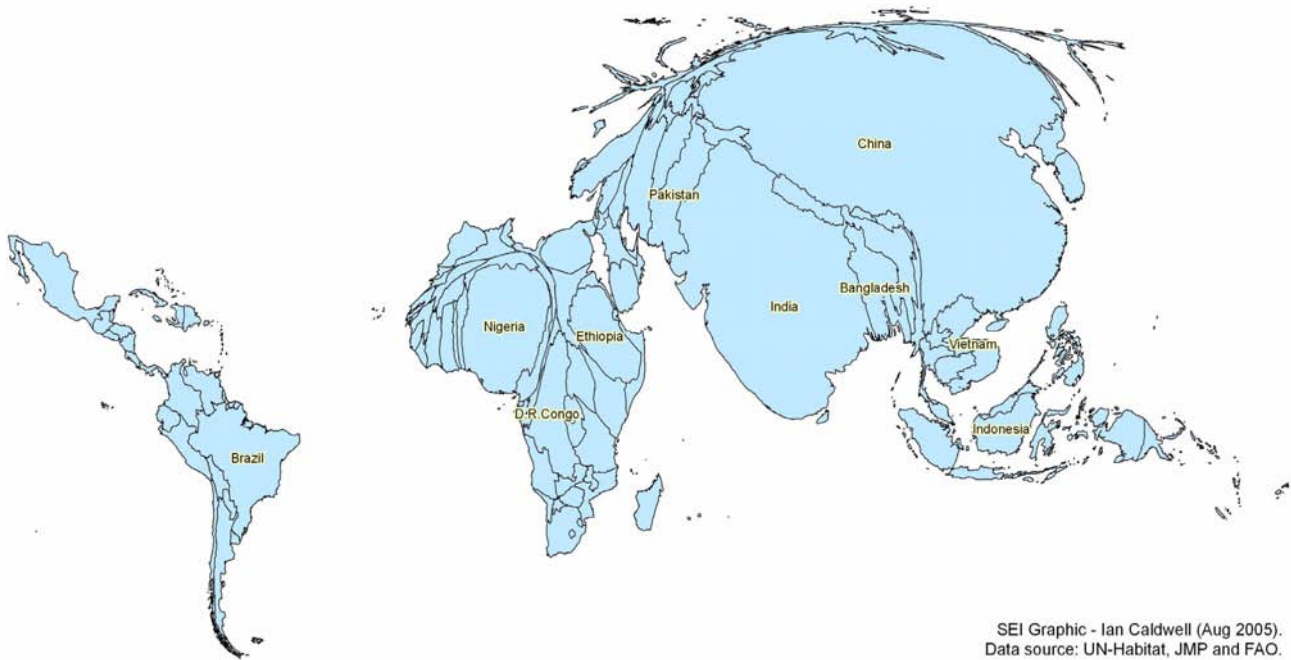 China
Pakistan
Bangladesh
India
Nigeria
Ethiopia
Vietnam
D.R.Congo
Indonesia
Brazil
SEI Graphic - Ian Caldwell (Aug 2005).
Data source: UN-Habitat, JMP and FAO.